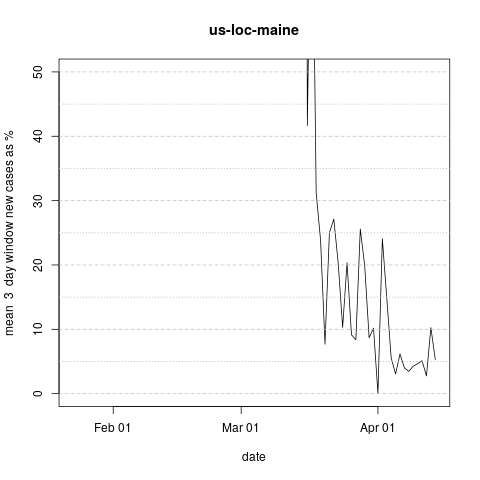 us-loc-maine
mean 3 day window new cases as %
50
40
30
20
10
0
Feb 01
Mar 01
Apr 01
date